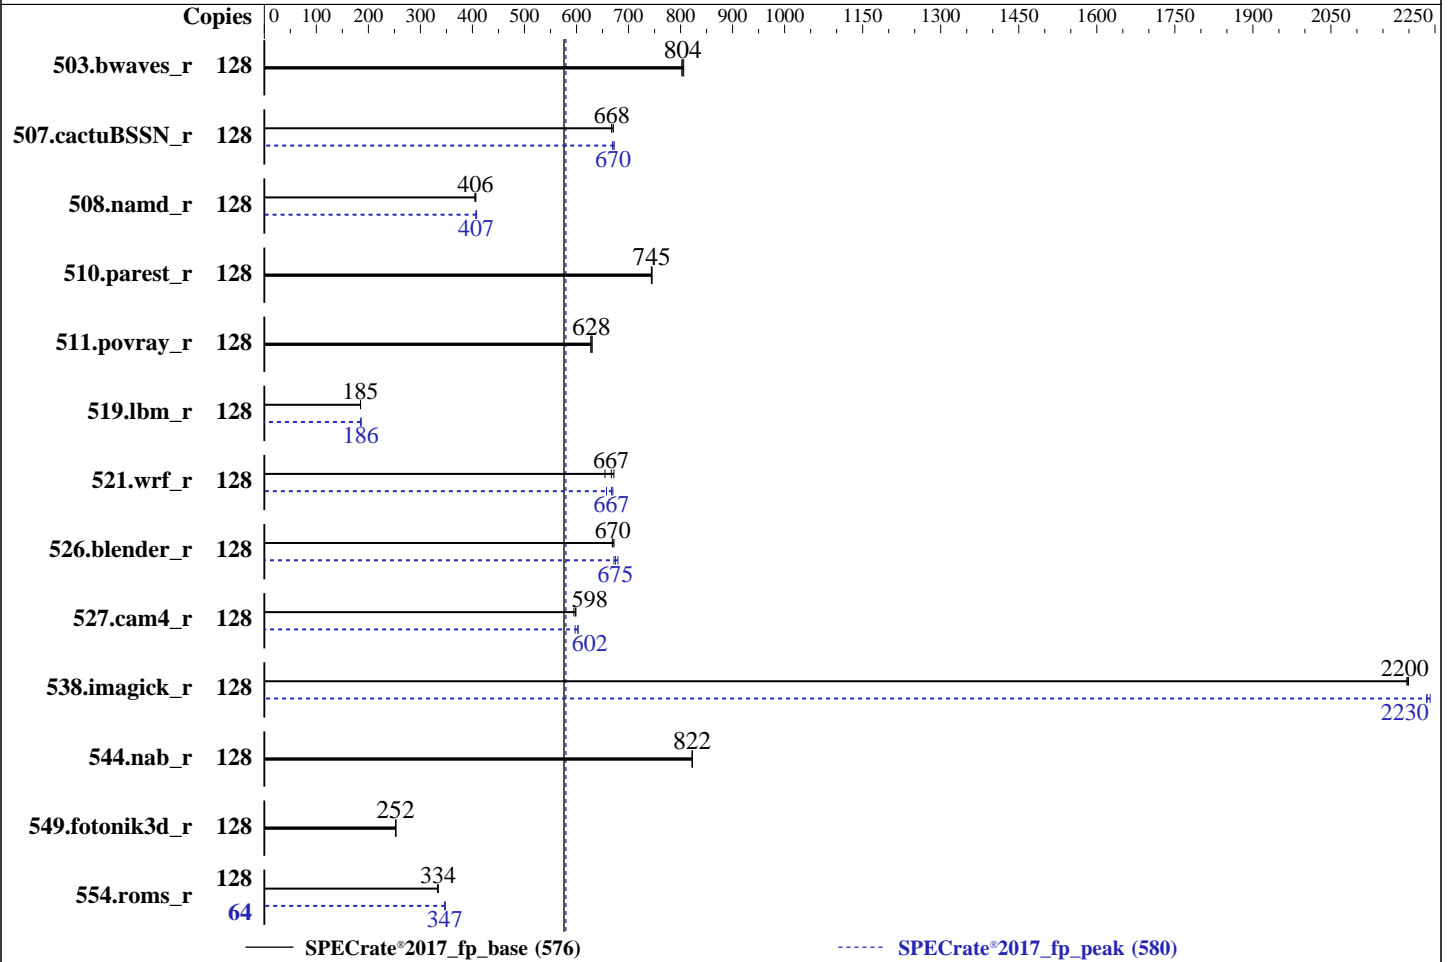 Copies 0 100 200 300 400 500 600 700 800 900 1000 1150 1300 1450 1600 1750 1900 2050 2250
503.bwaves_r 128 804
507.cactuBSSN_r 128 668
670
508.namd_r 128 406
407
510.parest_r 128 745
511.povray_r 128 628
519.lbm_r 128 185
186
521.wrf_r 128 667
667
526.blender_r 128 670
675
527.cam4_r 128 598
602
538.imagick_r 128 2200
2230
544.nab_r 128 822
549.fotonik3d_r 128 252
554.roms_r 128 334
64 347
SPECrate®2017_fp_base (576) SPECrate®2017_fp_peak (580)